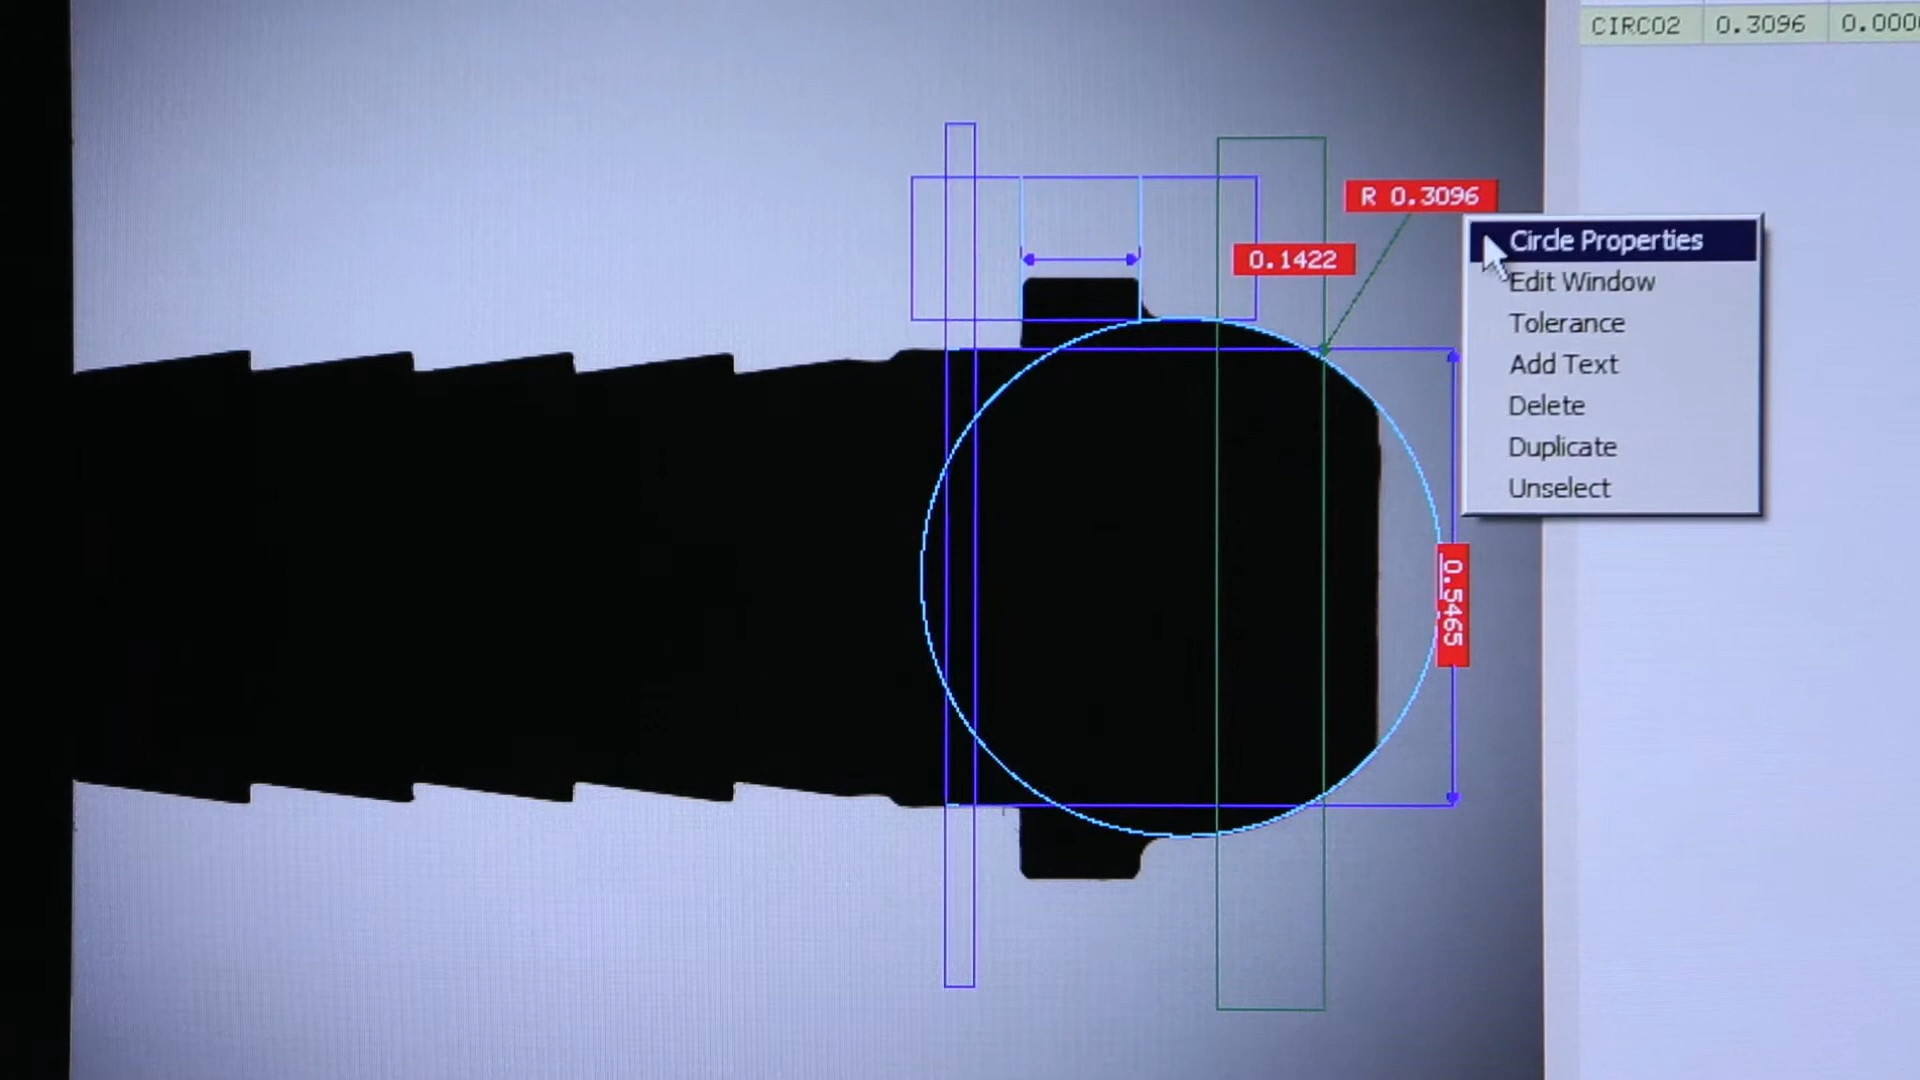 CIRC02 0.3096
R 0.3096
0.1422
Circle Properties
Edit Window
Tolerance
Add Text
Delete
Duplicate
Unselect
0.5465